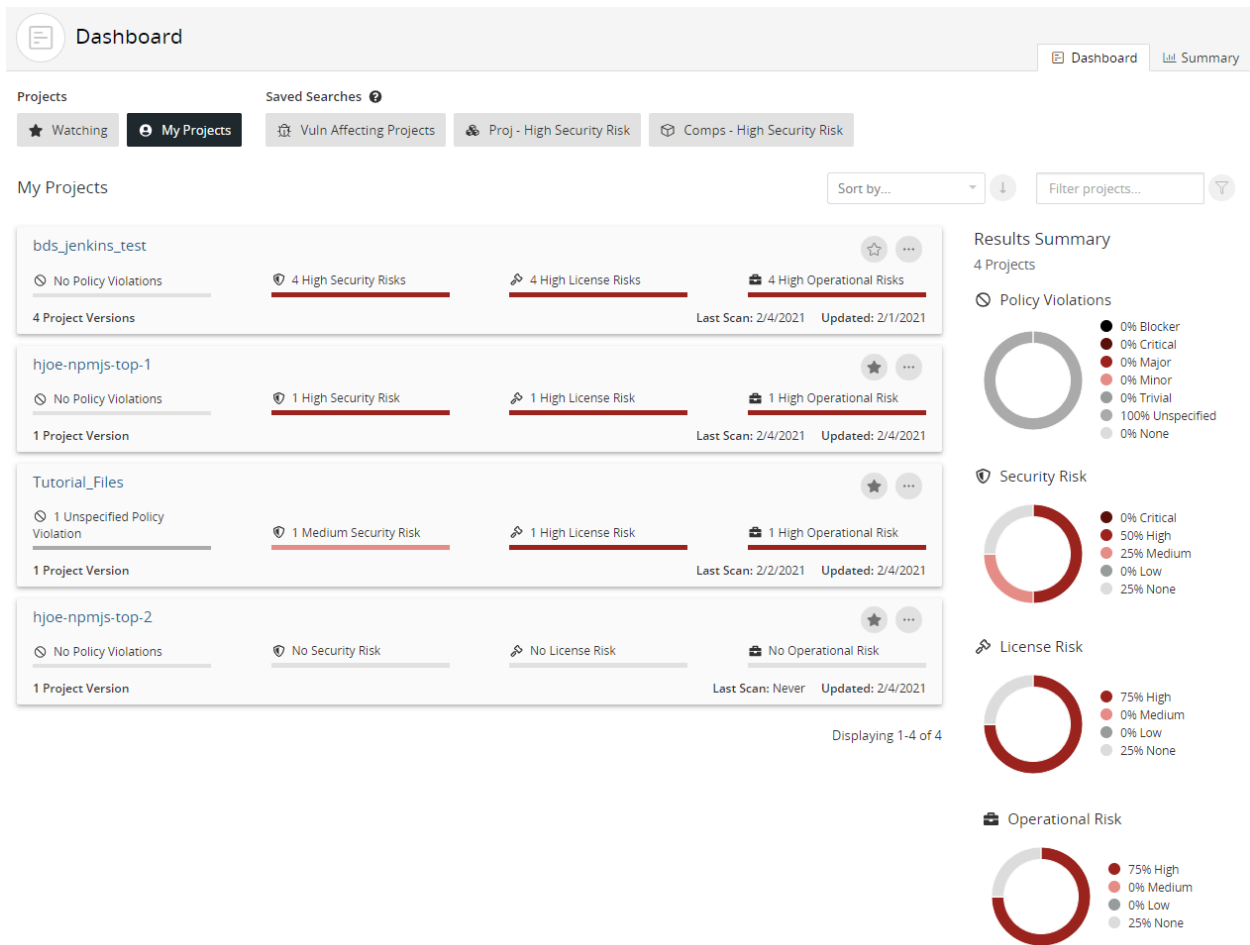 Dashboard
Dashboard
Summary
Projects
Saved Searches
Watching
My Projects
Vuln Affecting Projects
Proj - High Security Risk
Comps - High Security Risk
My Projects
Sort by...
Filter projects...
bds_jenkins_test
No Policy Violations
4 High Security Risks
4 High License Risks
4 High Operational Risks
4 Project Versions
Last Scan: 2/4/2021 Updated: 2/1/2021
hjoe-npmjs-top-1
No Policy Violations
1 High Security Risk
1 High License Risk
1 High Operational Risk
1 Project Version
Last Scan: 2/4/2021 Updated: 2/4/2021
Tutorial_Files
1 Unspecified Policy
Violation
1 Medium Security Risk
1 High License Risk
1 High Operational Risk
1 Project Version
Last Scan: 2/2/2021 Updated: 2/4/2021
hjoe-npmjs-top-2
No Policy Violations
No Security Risk
No License Risk
No Operational Risk
1 Project Version
Last Scan: Never Updated: 2/4/2021
Displaying 1-4 of 4
Results Summary
4 Projects
Policy Violations
0% Blocker
0% Critical
0% Major
0% Minor
0% Trivial
100% Unspecified
0% None
Security Risk
0% Critical
50% High
25% Medium
0% Low
25% None
License Risk
75% High
0% Medium
0% Low
25% None
Operational Risk
75% High
0% Medium
0% Low
25% None